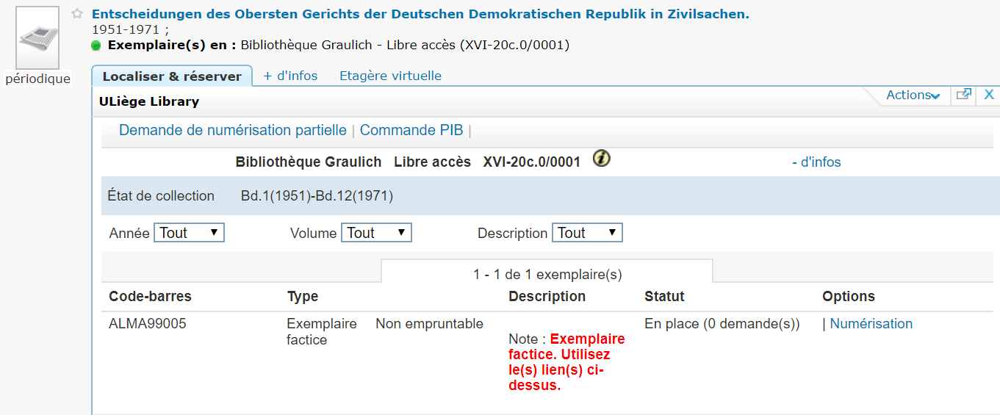 Entscheidungen des Obersten Gerichts der Deutschen Demokratischen Republik in Zivilsachen.
1951-1971 ;
Exemplaire(s) en : Bibliothèque Graulich - Libre accès (XVI-20c.0/0001)
périodique
Localiser & réserver + d'infos Etagère virtuelle
ULiège Library Actions X
Demande de numérisation partielle | Commande PIB |
Bibliothèque Graulich Libre accès XVI-20c.0/0001 i - d'infos
État de collection Bd.1(1951)-Bd.12(1971)
Année Tout Volume Tout Description Tout
1 - 1 de 1 exemplaire(s)
Code-barres Type Description Statut Options
ALMA99005 Exemplaire Non empruntable En place (0 demande(s)) | Numérisation
factice
Note : Exemplaire
factice. Utilisez
le(s) lien(s) ci-
dessus.